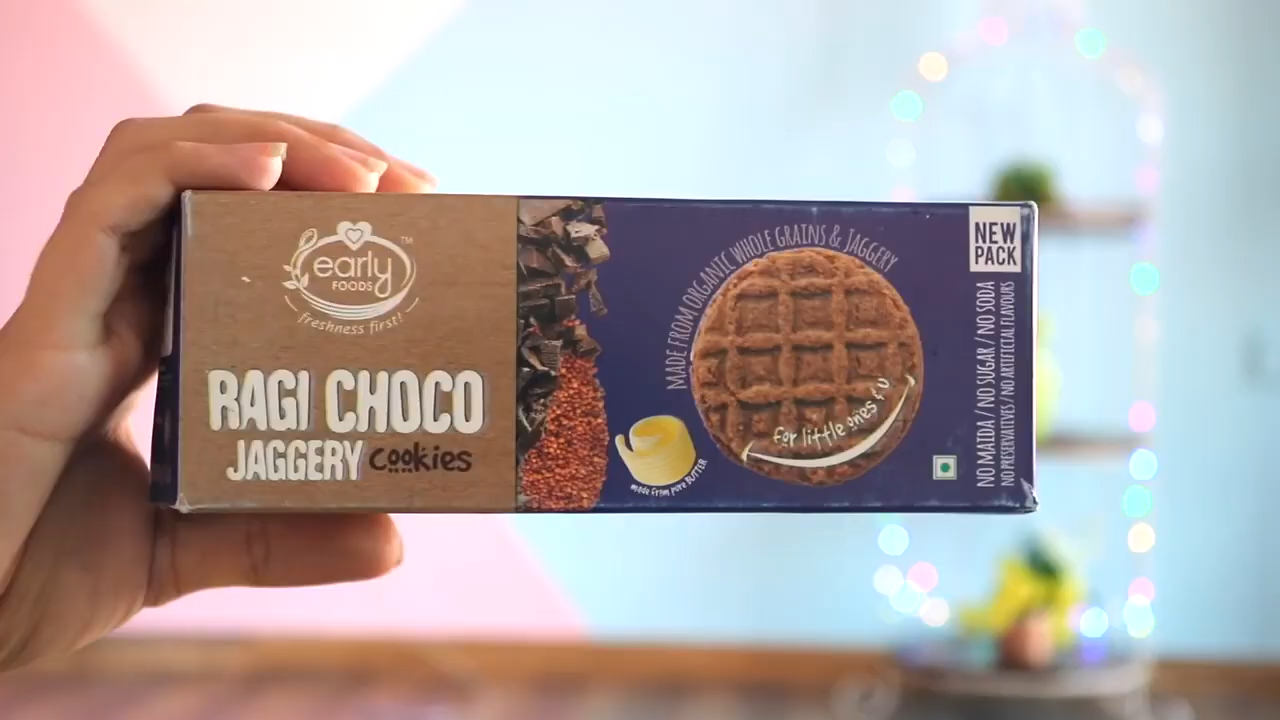 early
FOODS
TM
freshness first!
RAGI CHOCO
JAGGERY cookies
MADE FROM ORGANIC WHOLE GRAINS & JAGGERY
for little ones & u
made from pure BUTTER
NEW
PACK
NO MAIDA / NO SUGAR / NO SODA
NO PRESERVATIVES / NO ARTIFICIAL FLAVOURS